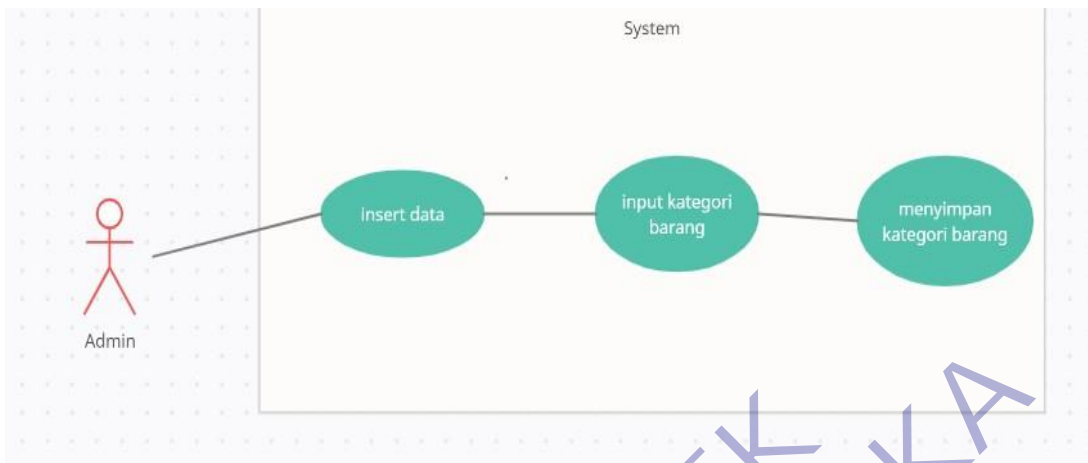 System
insert data
input kategori
barang
menyimpan
kategori barang
Admin